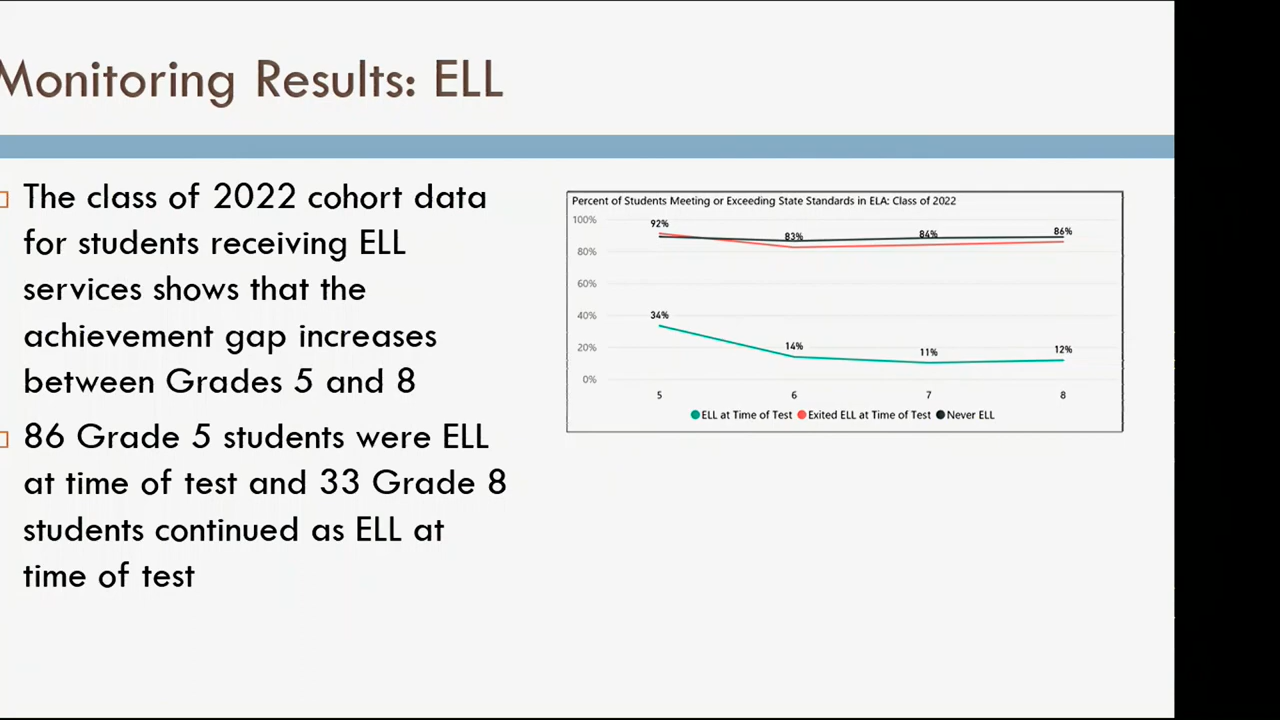 Monitoring Results: ELL
The class of 2022 cohort data
for students receiving ELL
services shows that the
achievement gap increases
between Grades 5 and 8
86 Grade 5 students were ELL
at time of test and 33 Grade 8
students continued as ELL at
time of test
Percent of Students Meeting or Exceeding State Standards in ELA: Class of 2022
100%
80%
60%
40%
20%
0%
92%
83%
84%
86%
34%
14%
11%
12%
5
6
7
8
ELL at Time of Test
Exited ELL at Time of Test
Never ELL